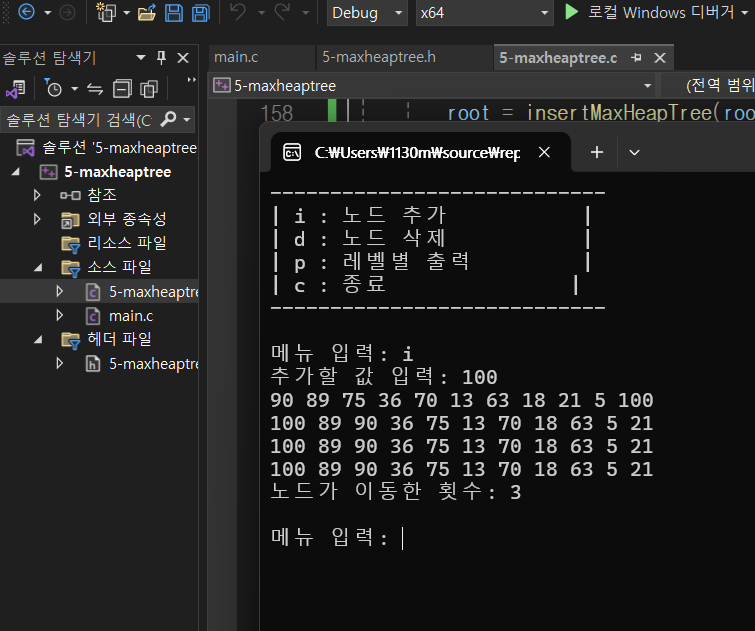 Debug x64 로컬 Windows 디버거
솔루션 탐색기
main.c 5-maxheaptree.h 5-maxheaptree.c
5-maxheaptree (전역 범위
솔루션 탐색기 검색(C
158 root = insertMaxHeapTree(roo
솔루션 '5-maxheaptree
5-maxheaptree
참조
외부 종속성
리소스 파일
소스 파일
5-maxheaptre
main.c
헤더 파일
5-maxheaptre
C:₩Users₩1130m₩source₩rep
----------------------------
| i : 노드 추가 |
| d : 노드 삭제 |
| p : 레벨별 출력 |
| c : 종료 |
----------------------------
메뉴 입력: i
추가할 값 입력: 100
90 89 75 36 70 13 63 18 21 5 100
100 89 90 36 75 13 70 18 63 5 21
100 89 90 36 75 13 70 18 63 5 21
100 89 90 36 75 13 70 18 63 5 21
노드가 이동한 횟수: 3
메뉴 입력: